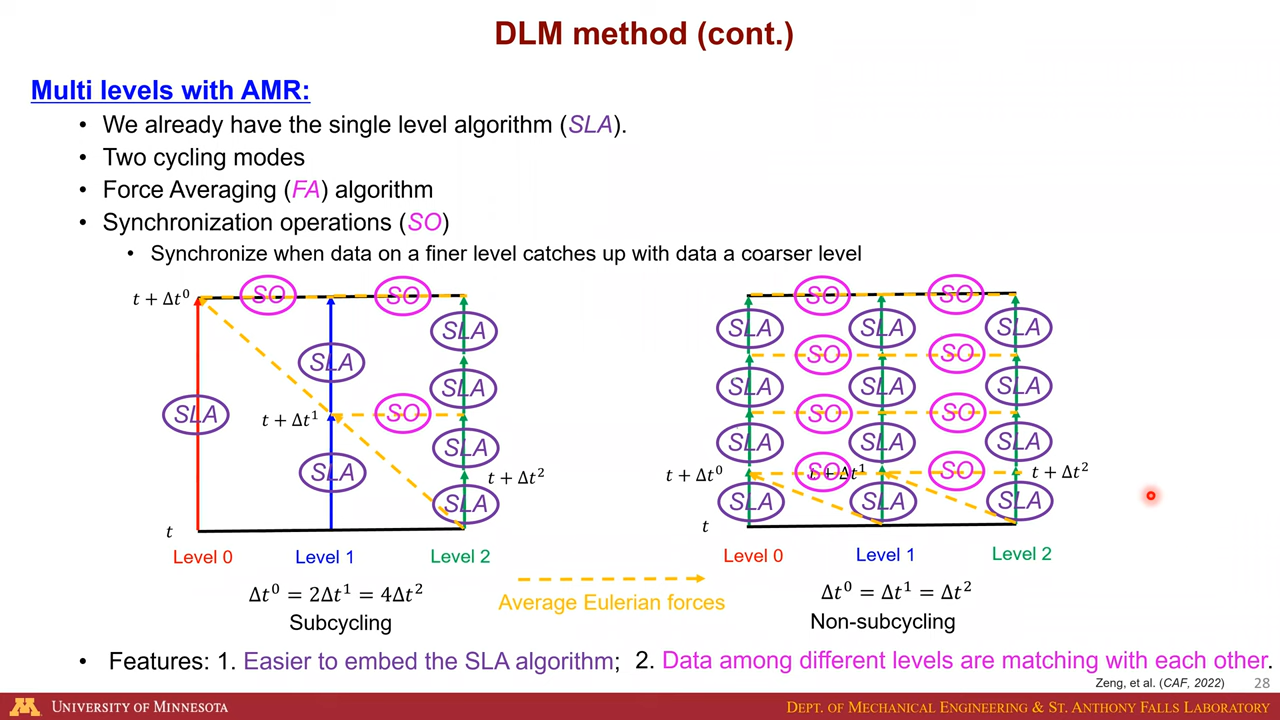 DLM method (cont.)
Multi levels with AMR:
• We already have the single level algorithm (SLA).
• Two cycling modes
• Force Averaging (FA) algorithm
• Synchronization operations (SO)
• Synchronize when data on a finer level catches up with data a coarser level
t + Δt⁰ SO SO
SLA
SLA
SLA
SLA
t + Δt¹ SO
SLA
SLA
t + Δt²
SLA
t
Level 0 Level 1 Level 2
Δt⁰ = 2Δt¹ = 4Δt²
Subcycling
Average Eulerian forces
SO SO
SLA SLA SLA
SO SO
SLA SLA SLA
SO SO
SLA SLA SLA
t + Δt⁰ SO t + Δt¹ SO t + Δt²
SLA SLA SLA
t
Level 0 Level 1 Level 2
Δt⁰ = Δt¹ = Δt²
Non-subcycling
• Features: 1. Easier to embed the SLA algorithm; 2. Data among different levels are matching with each other.
Zeng, et al. (CAF, 2022) 28
M UNIVERSITY OF MINNESOTA DEPT. OF MECHANICAL ENGINEERING & ST. ANTHONY FALLS LABORATORY